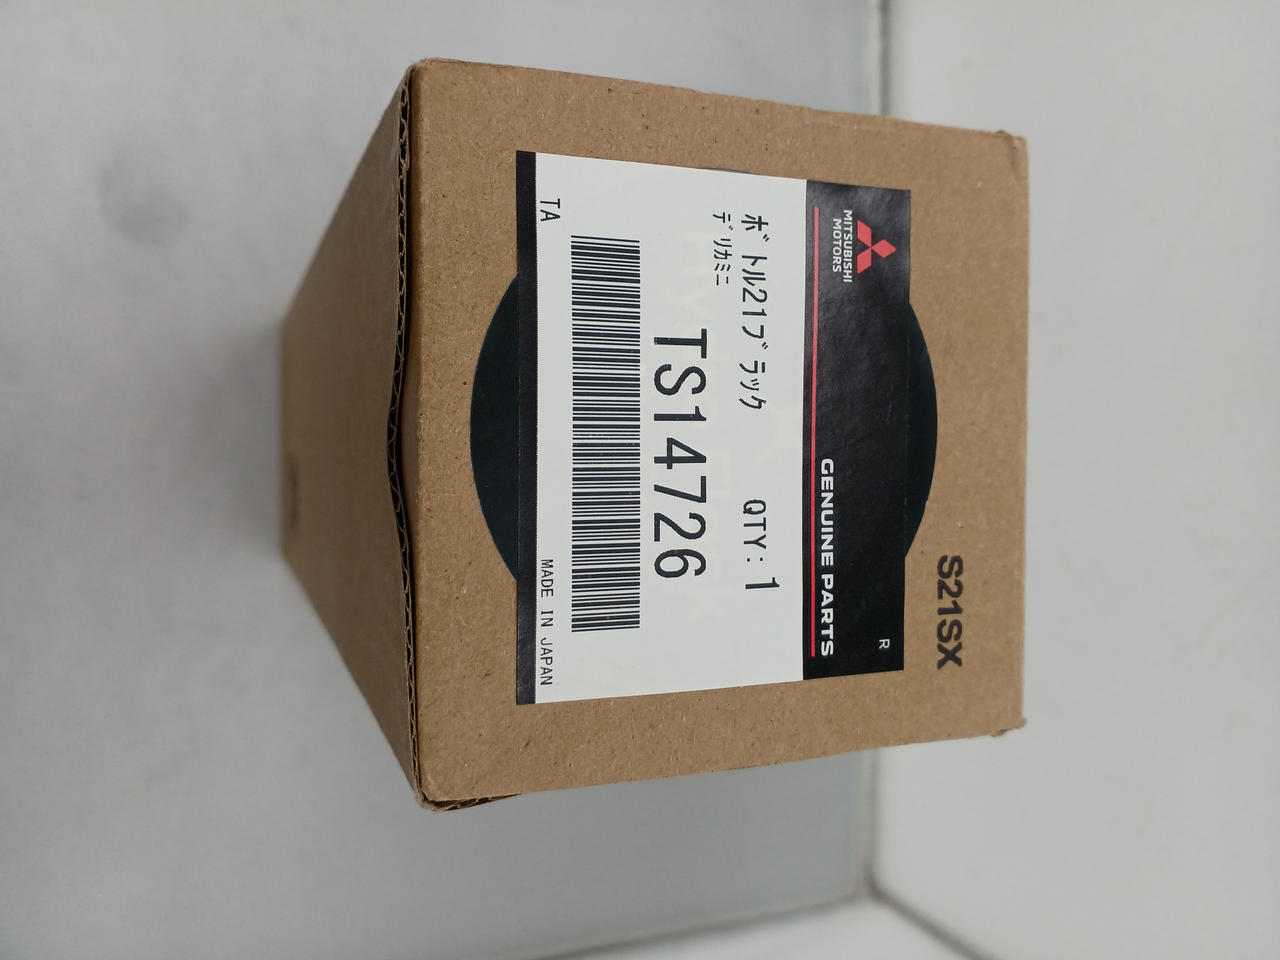 S21SX
MITSUBISHI
MOTORS
R
GENUINE PARTS
ﾎﾞﾄﾙ21ﾌﾞﾗｯｸ QTY: 1
ﾃﾞﾘｶﾐﾆ
TS14726
TA MADE IN JAPAN